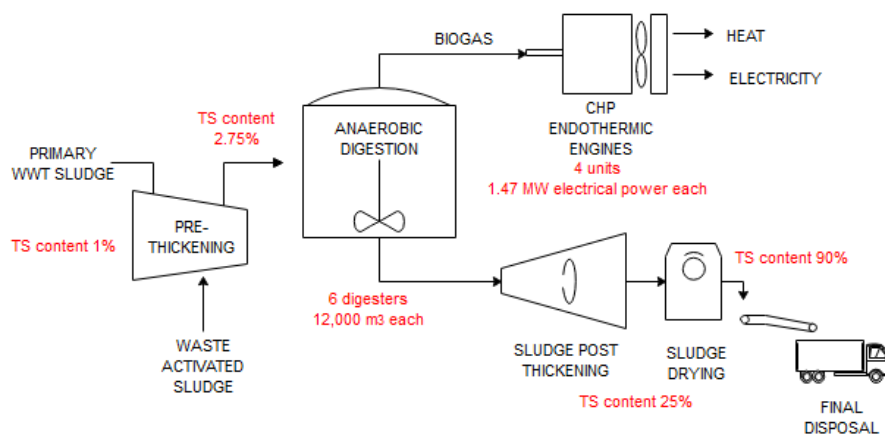 BIOGAS
HEAT
ELECTRICITY
CHP
ENDOTHERMIC
ENGINES
4 units
1.47 MW electrical power each
TS content
2.75%
ANAEROBIC
DIGESTION
PRIMARY
WWT SLUDGE
PRE-
THICKENING
TS content 1%
WASTE
ACTIVATED
SLUDGE
6 digesters
12,000 m3 each
SLUDGE POST
THICKENING
TS content 25%
SLUDGE
DRYING
TS content 90%
FINAL
DISPOSAL